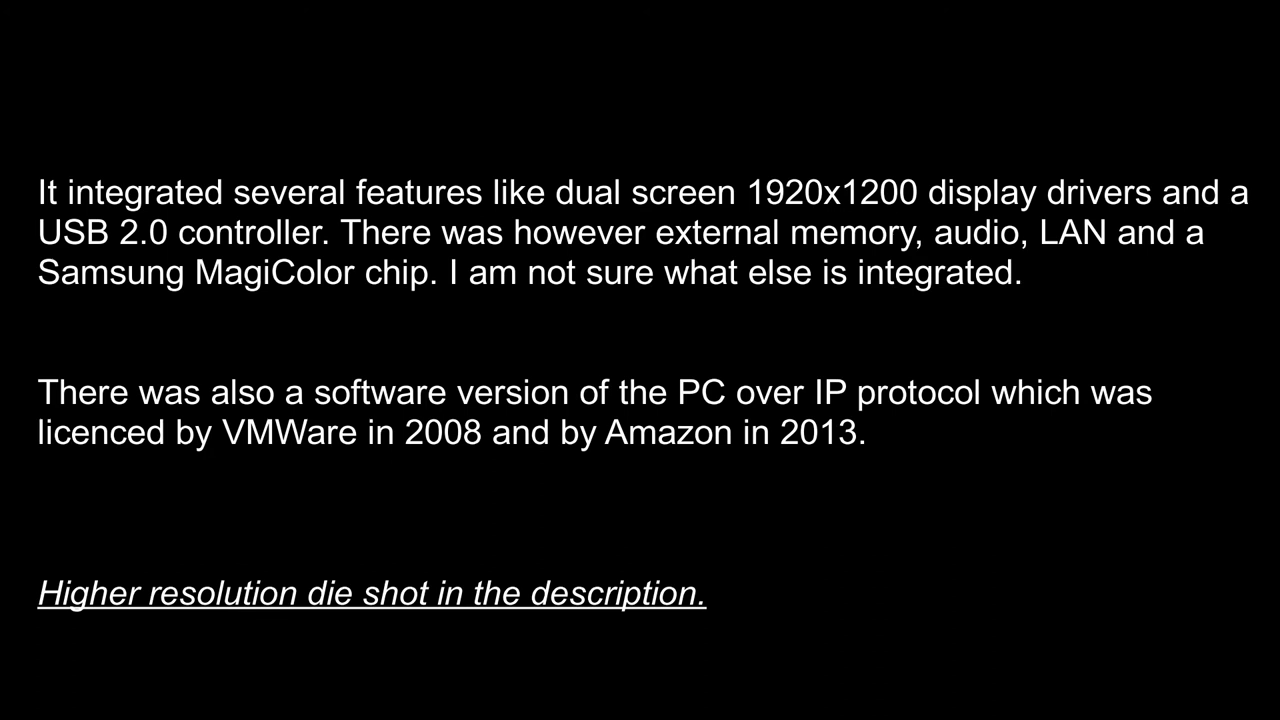 It integrated several features like dual screen 1920x1200 display drivers and a
USB 2.0 controller. There was however external memory, audio, LAN and a
Samsung MagiColor chip. I am not sure what else is integrated.
There was also a software version of the PC over IP protocol which was
licenced by VMWare in 2008 and by Amazon in 2013.
Higher resolution die shot in the description.